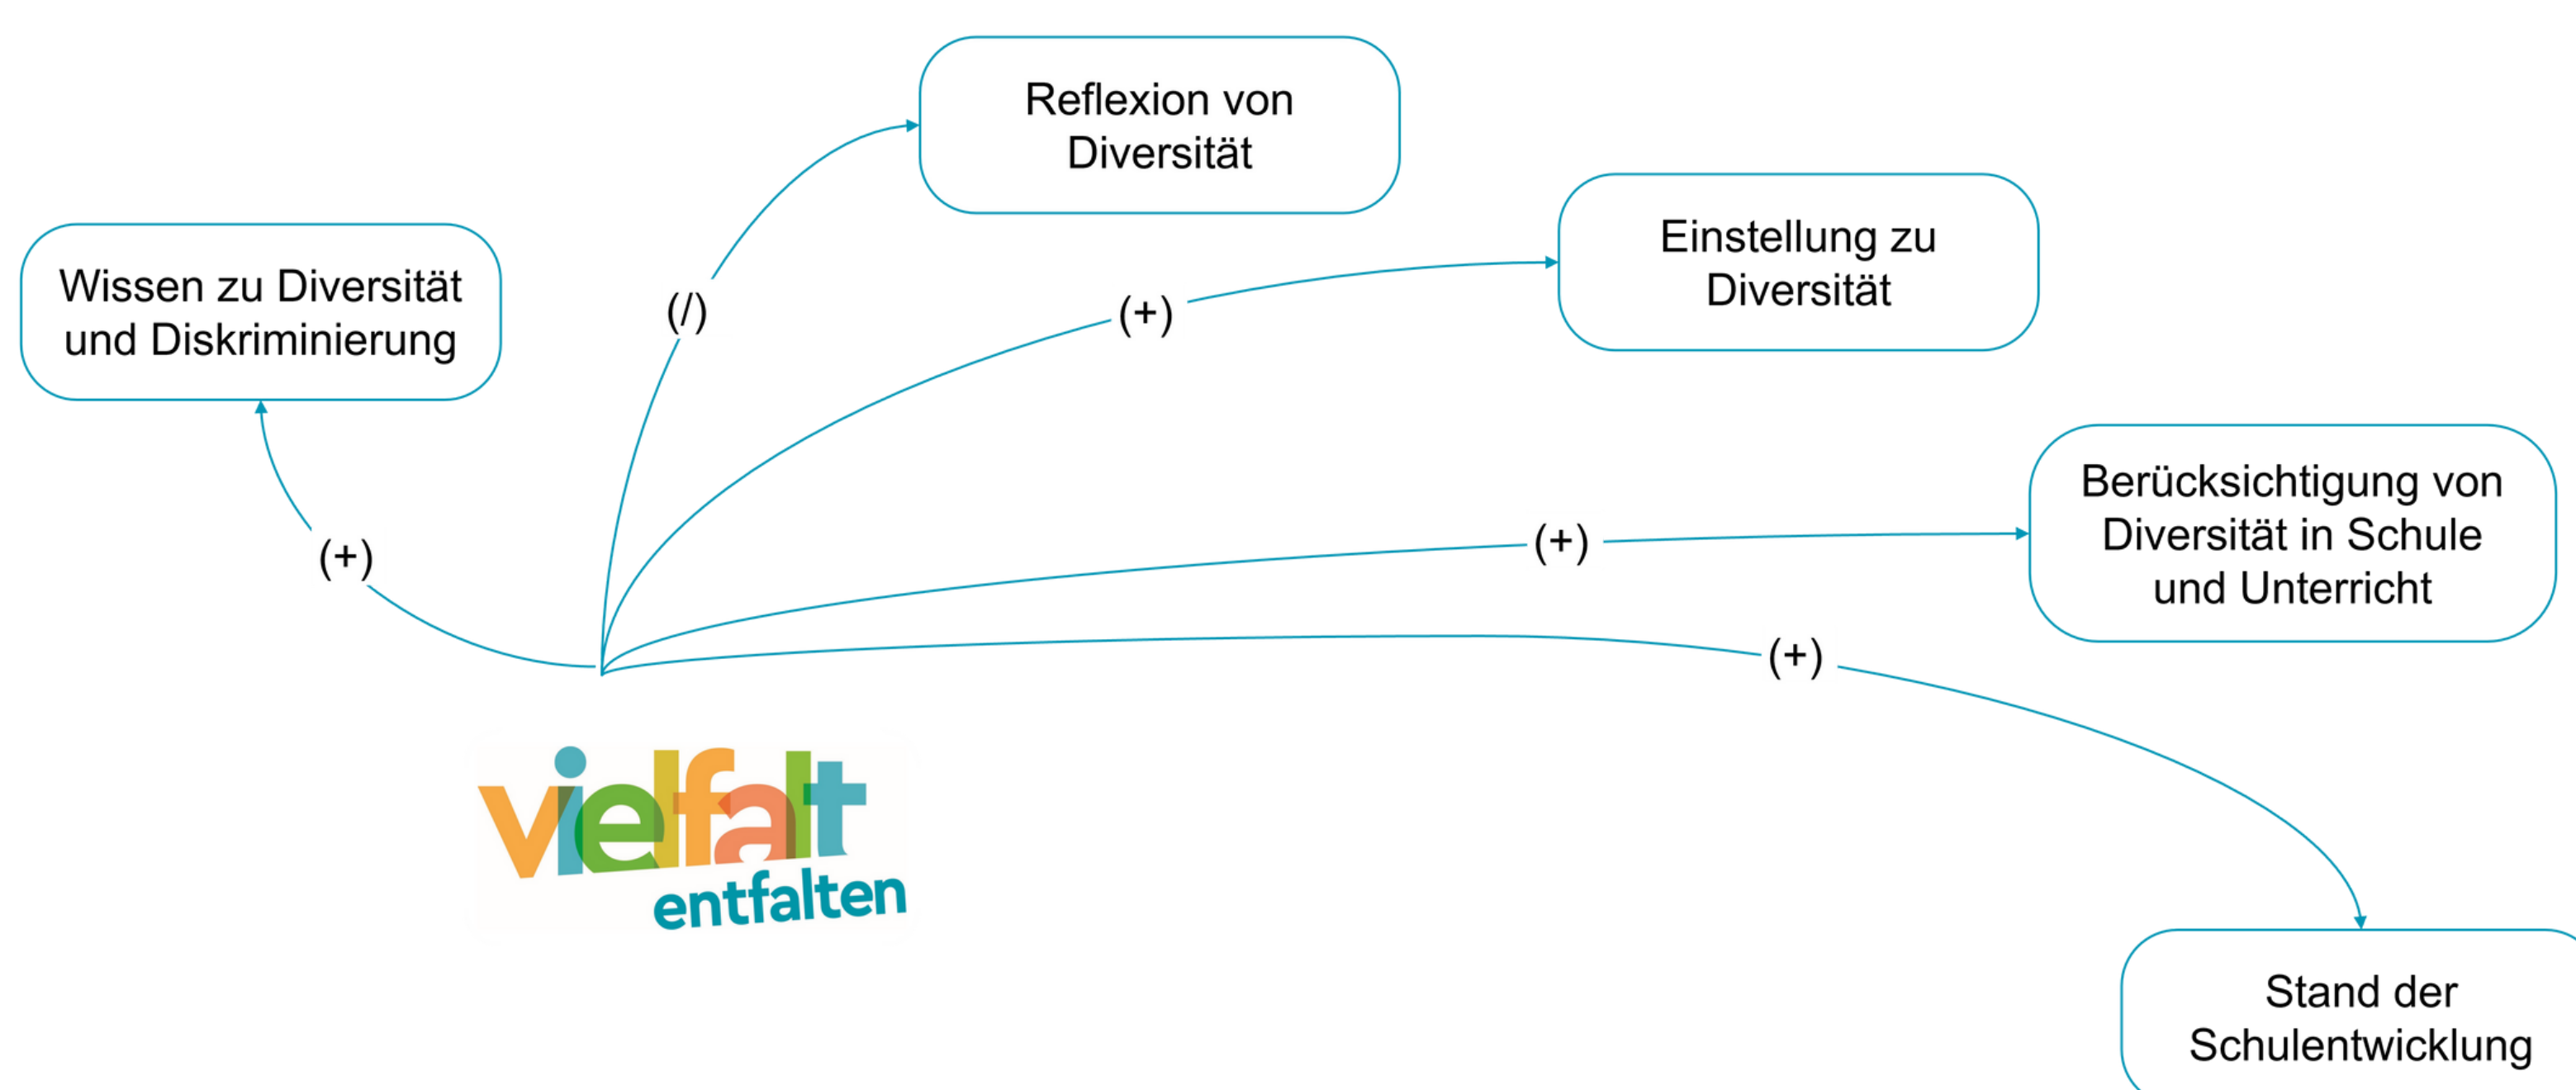 Reflexion von
Diversität
Einstellung zu
Diversität
Wissen zu Diversität
und Diskriminierung
(/)
(+)
Berücksichtigung von
Diversität in Schule
und Unterricht
(+)
(+)
(+)
vielfalt
entfalten
Stand der
Schulentwicklung